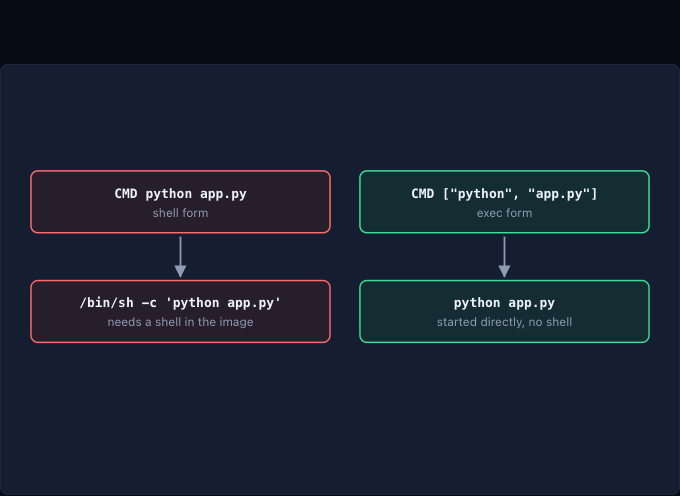 CMD python app.py
shell form
CMD ["python", "app.py"]
exec form
/bin/sh -c 'python app.py'
needs a shell in the image
python app.py
started directly, no shell